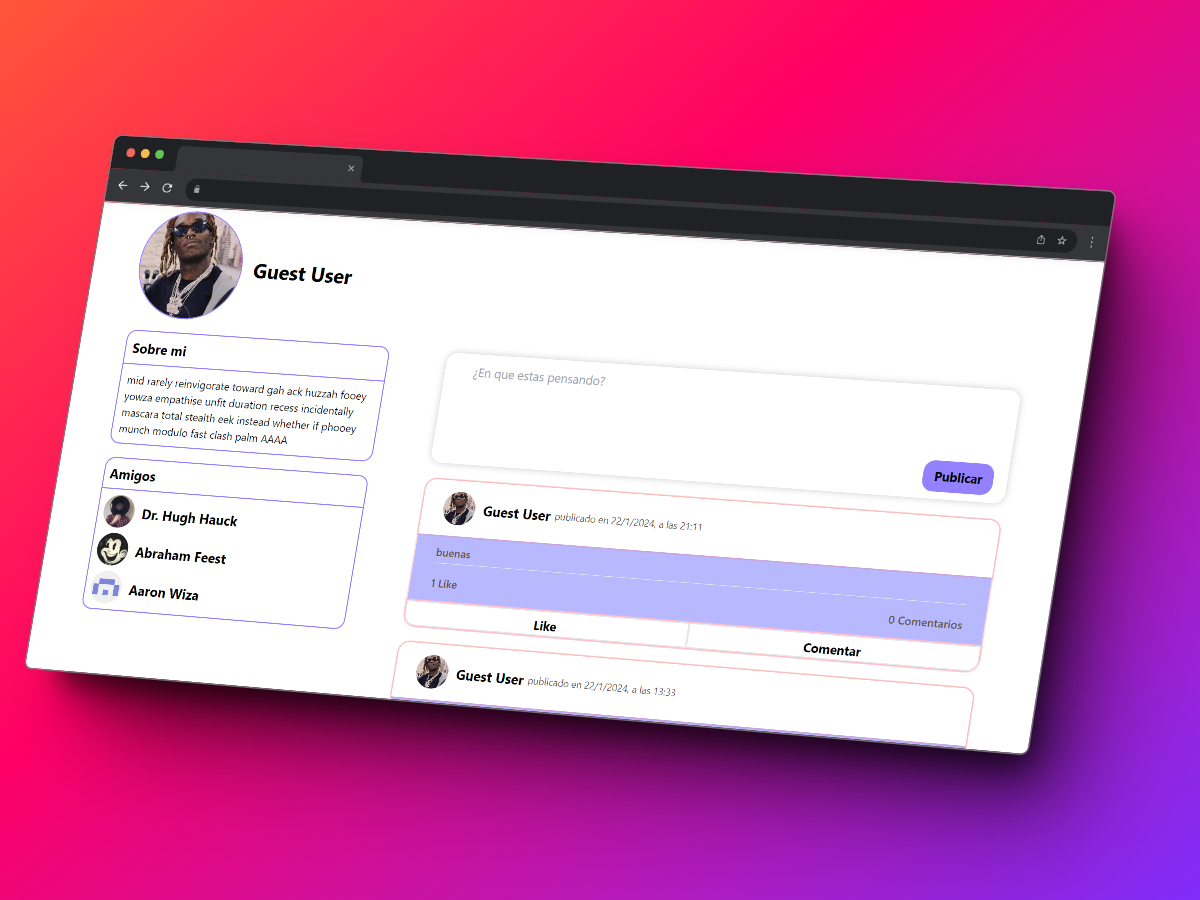 Guest User
Sobre mi
mid rarely reinvigorate toward gah ack huzzah fooey
yowza empathise unfit duration recess incidentally
mascara total stealth eek instead whether if phooey
munch modulo fast clash palm AAAA
Amigos
Dr. Hugh Hauck
Abraham Feest
Aaron Wiza
¿En que estas pensando?
Publicar
Guest User publicado en 22/1/2024, a las 21:11
buenas
1 Like
0 Comentarios
Like
Comentar
Guest User publicado en 22/1/2024, a las 13:33